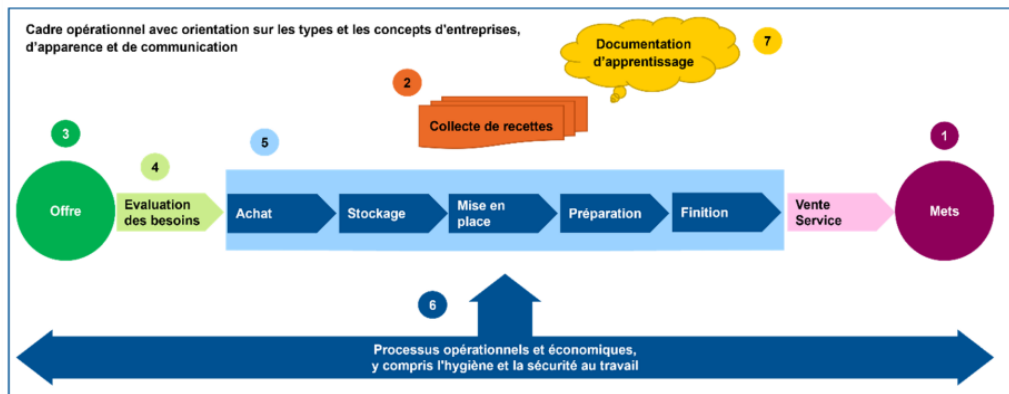 Cadre opérationnel avec orientation sur les types et les concepts d'entreprises,
d'apparence et de communication
Documentation
d'apprentissage
7
2
Collecte de recettes
3
4
5
1
Offre
Evaluation
des besoins
Achat
Stockage
Mise en
place
Préparation
Finition
Vente
Service
Mets
6
Processus opérationnels et économiques,
y compris l'hygiène et la sécurité au travail